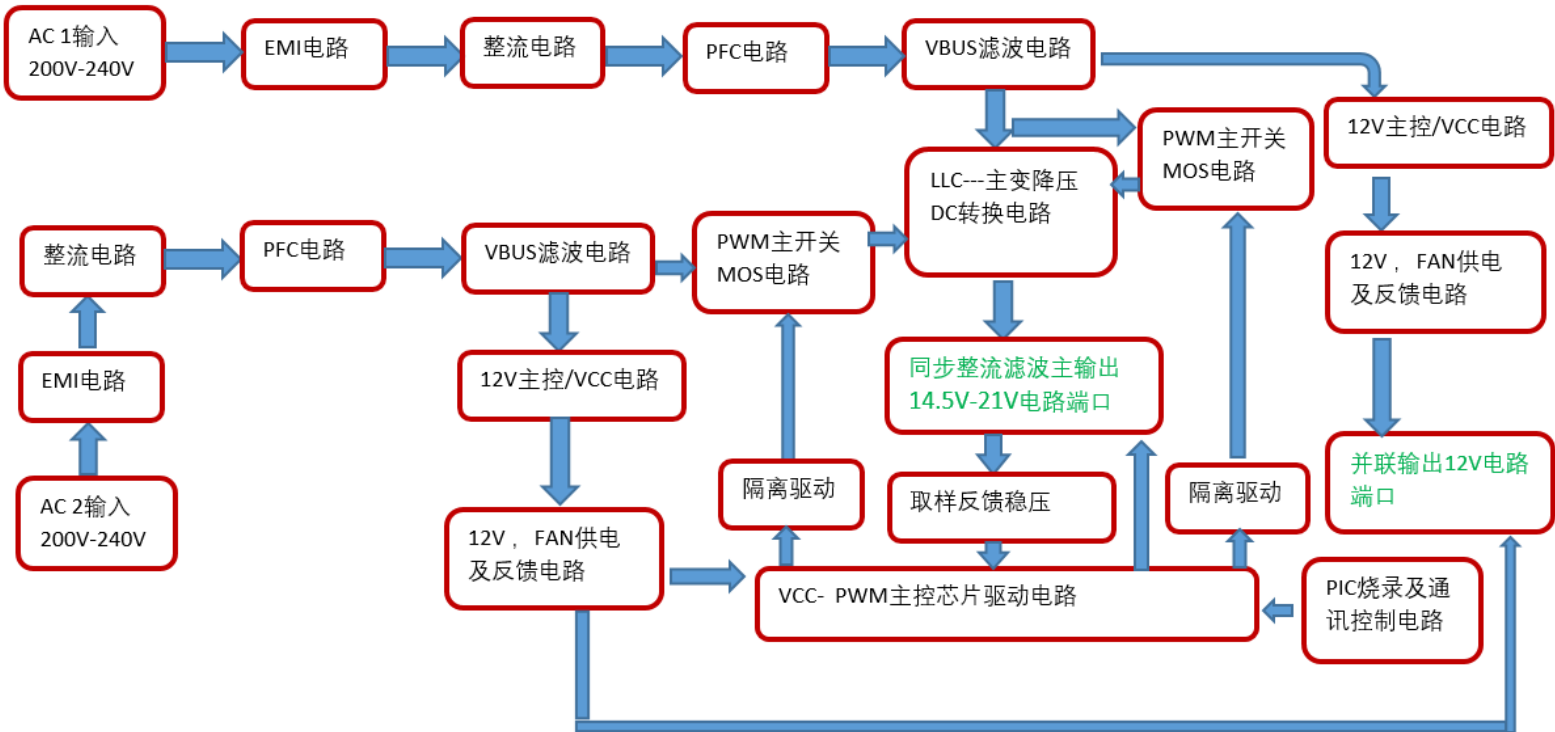 AC 1输入
200V-240V
EMI电路
整流电路
PFC电路
VBUS滤波电路
12V主控/VCC电路
PWM主开关
MOS电路
LLC---主变降压
DC转换电路
整流电路
PFC电路
VBUS滤波电路
PWM主开关
MOS电路
12V ，FAN供电
及反馈电路
EMI电路
12V主控/VCC电路
同步整流滤波主输出
14.5V-21V电路端口
AC 2输入
200V-240V
隔离驱动
取样反馈稳压
隔离驱动
并联输出12V电路
端口
12V ，FAN供电
及反馈电路
VCC- PWM主控芯片驱动电路
PIC烧录及通
讯控制电路